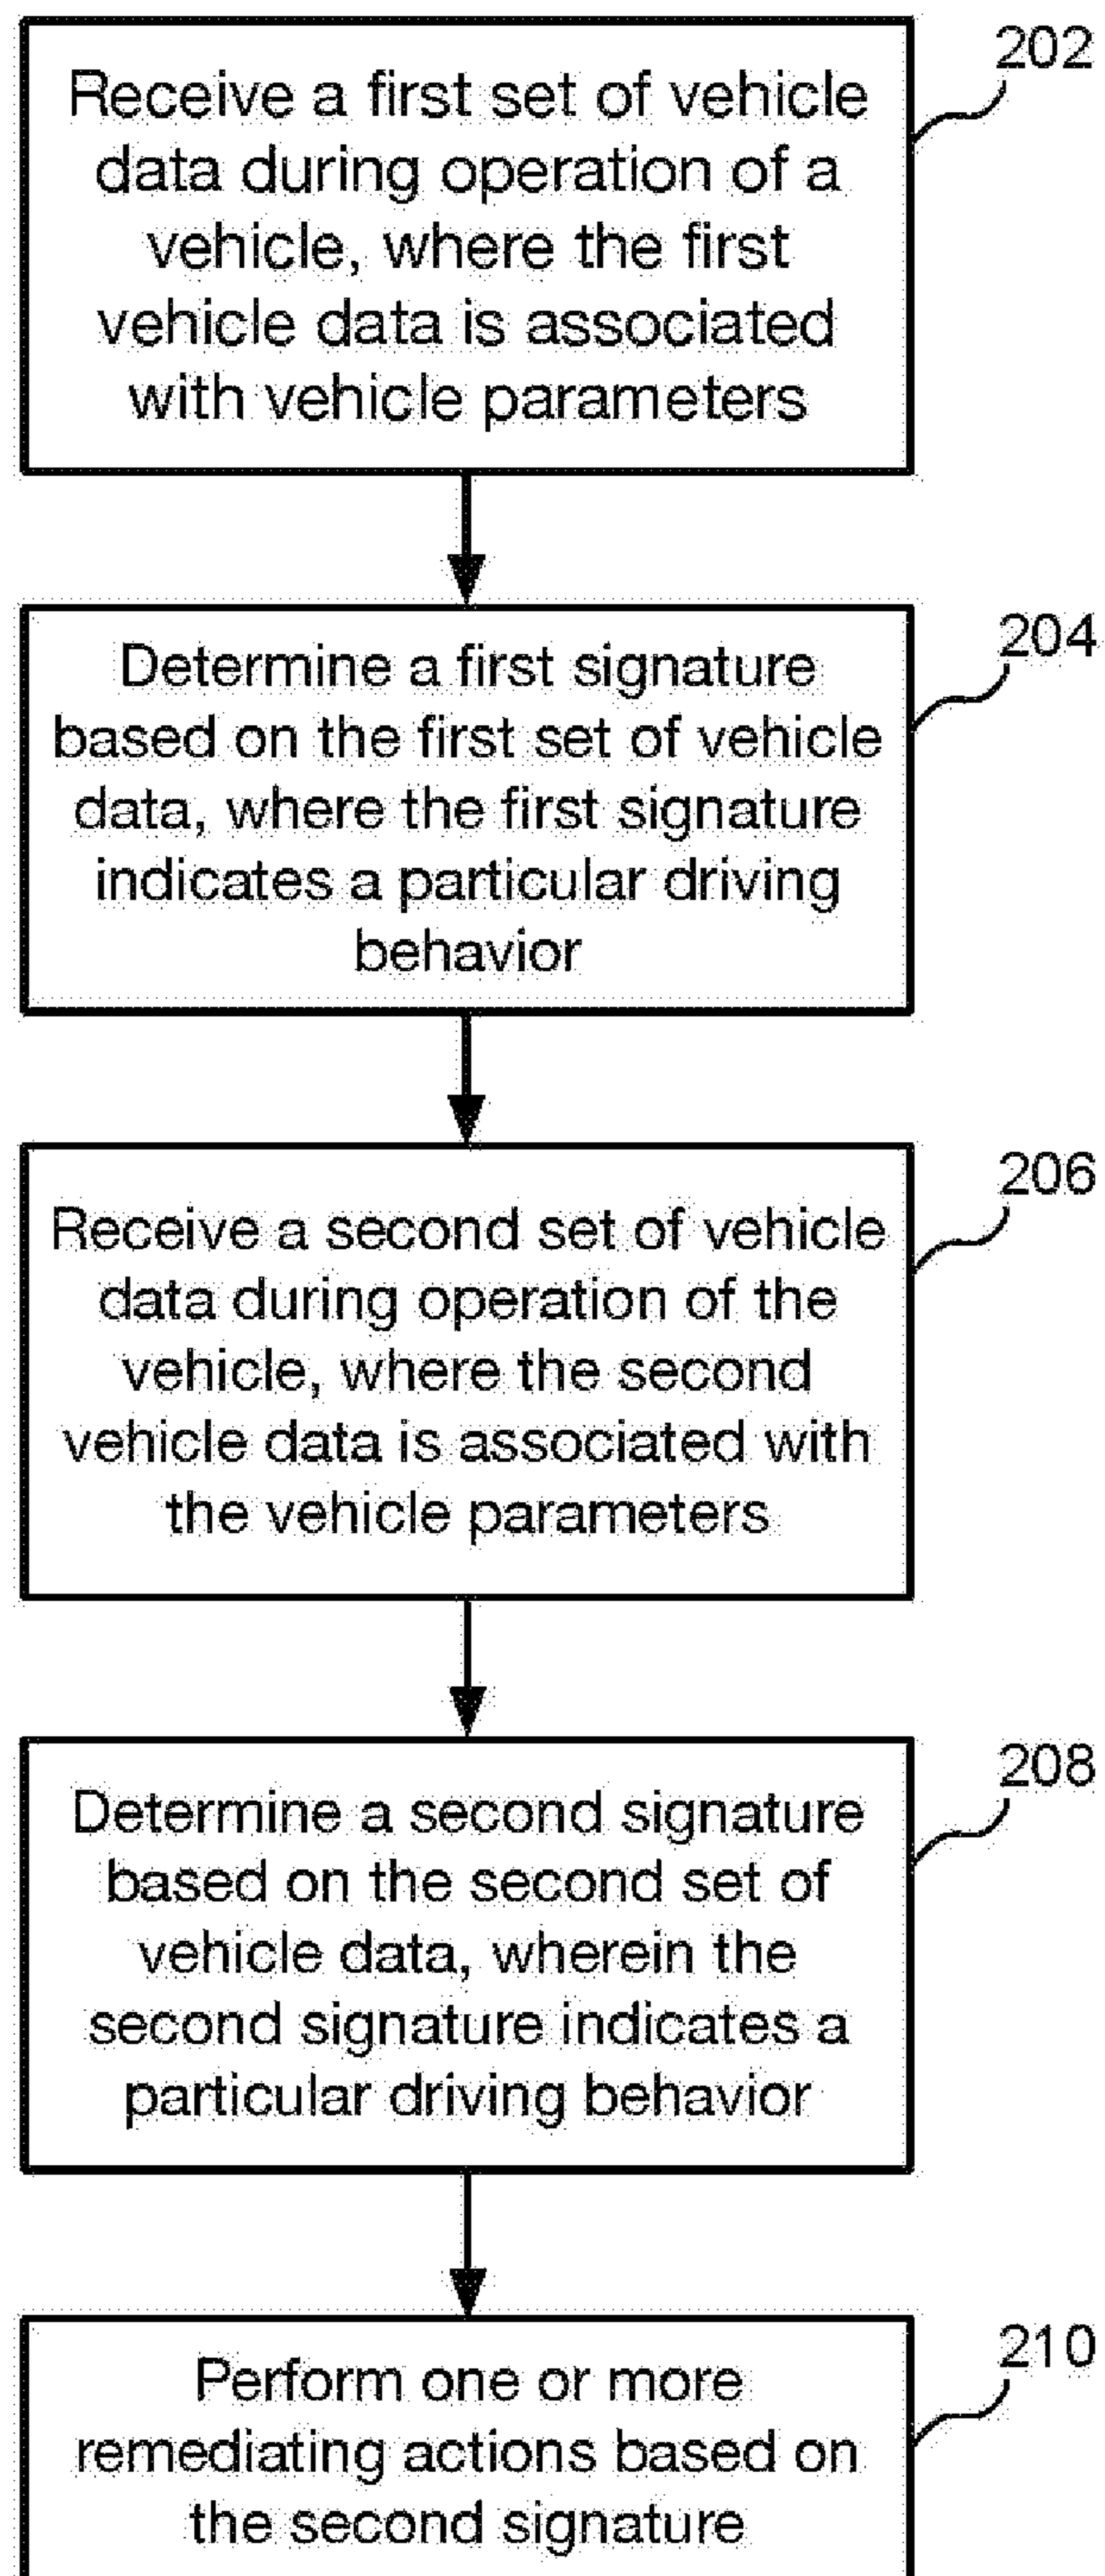 Receive a first set of vehicle
data during operation of a
vehicle, where the first
vehicle data is associated
with vehicle parameters
202
Determine a first signature
based on the first set of vehicle
data, where the first signature
indicates a particular driving
behavior
204
Receive a second set of vehicle
data during operation of the
vehicle, where the second
vehicle data is associated with
the vehicle parameters
206
Determine a second signature
based on the second set of
vehicle data, wherein the
second signature indicates a
particular driving behavior
208
Perform one or more
remediating actions based on
the second signature
210